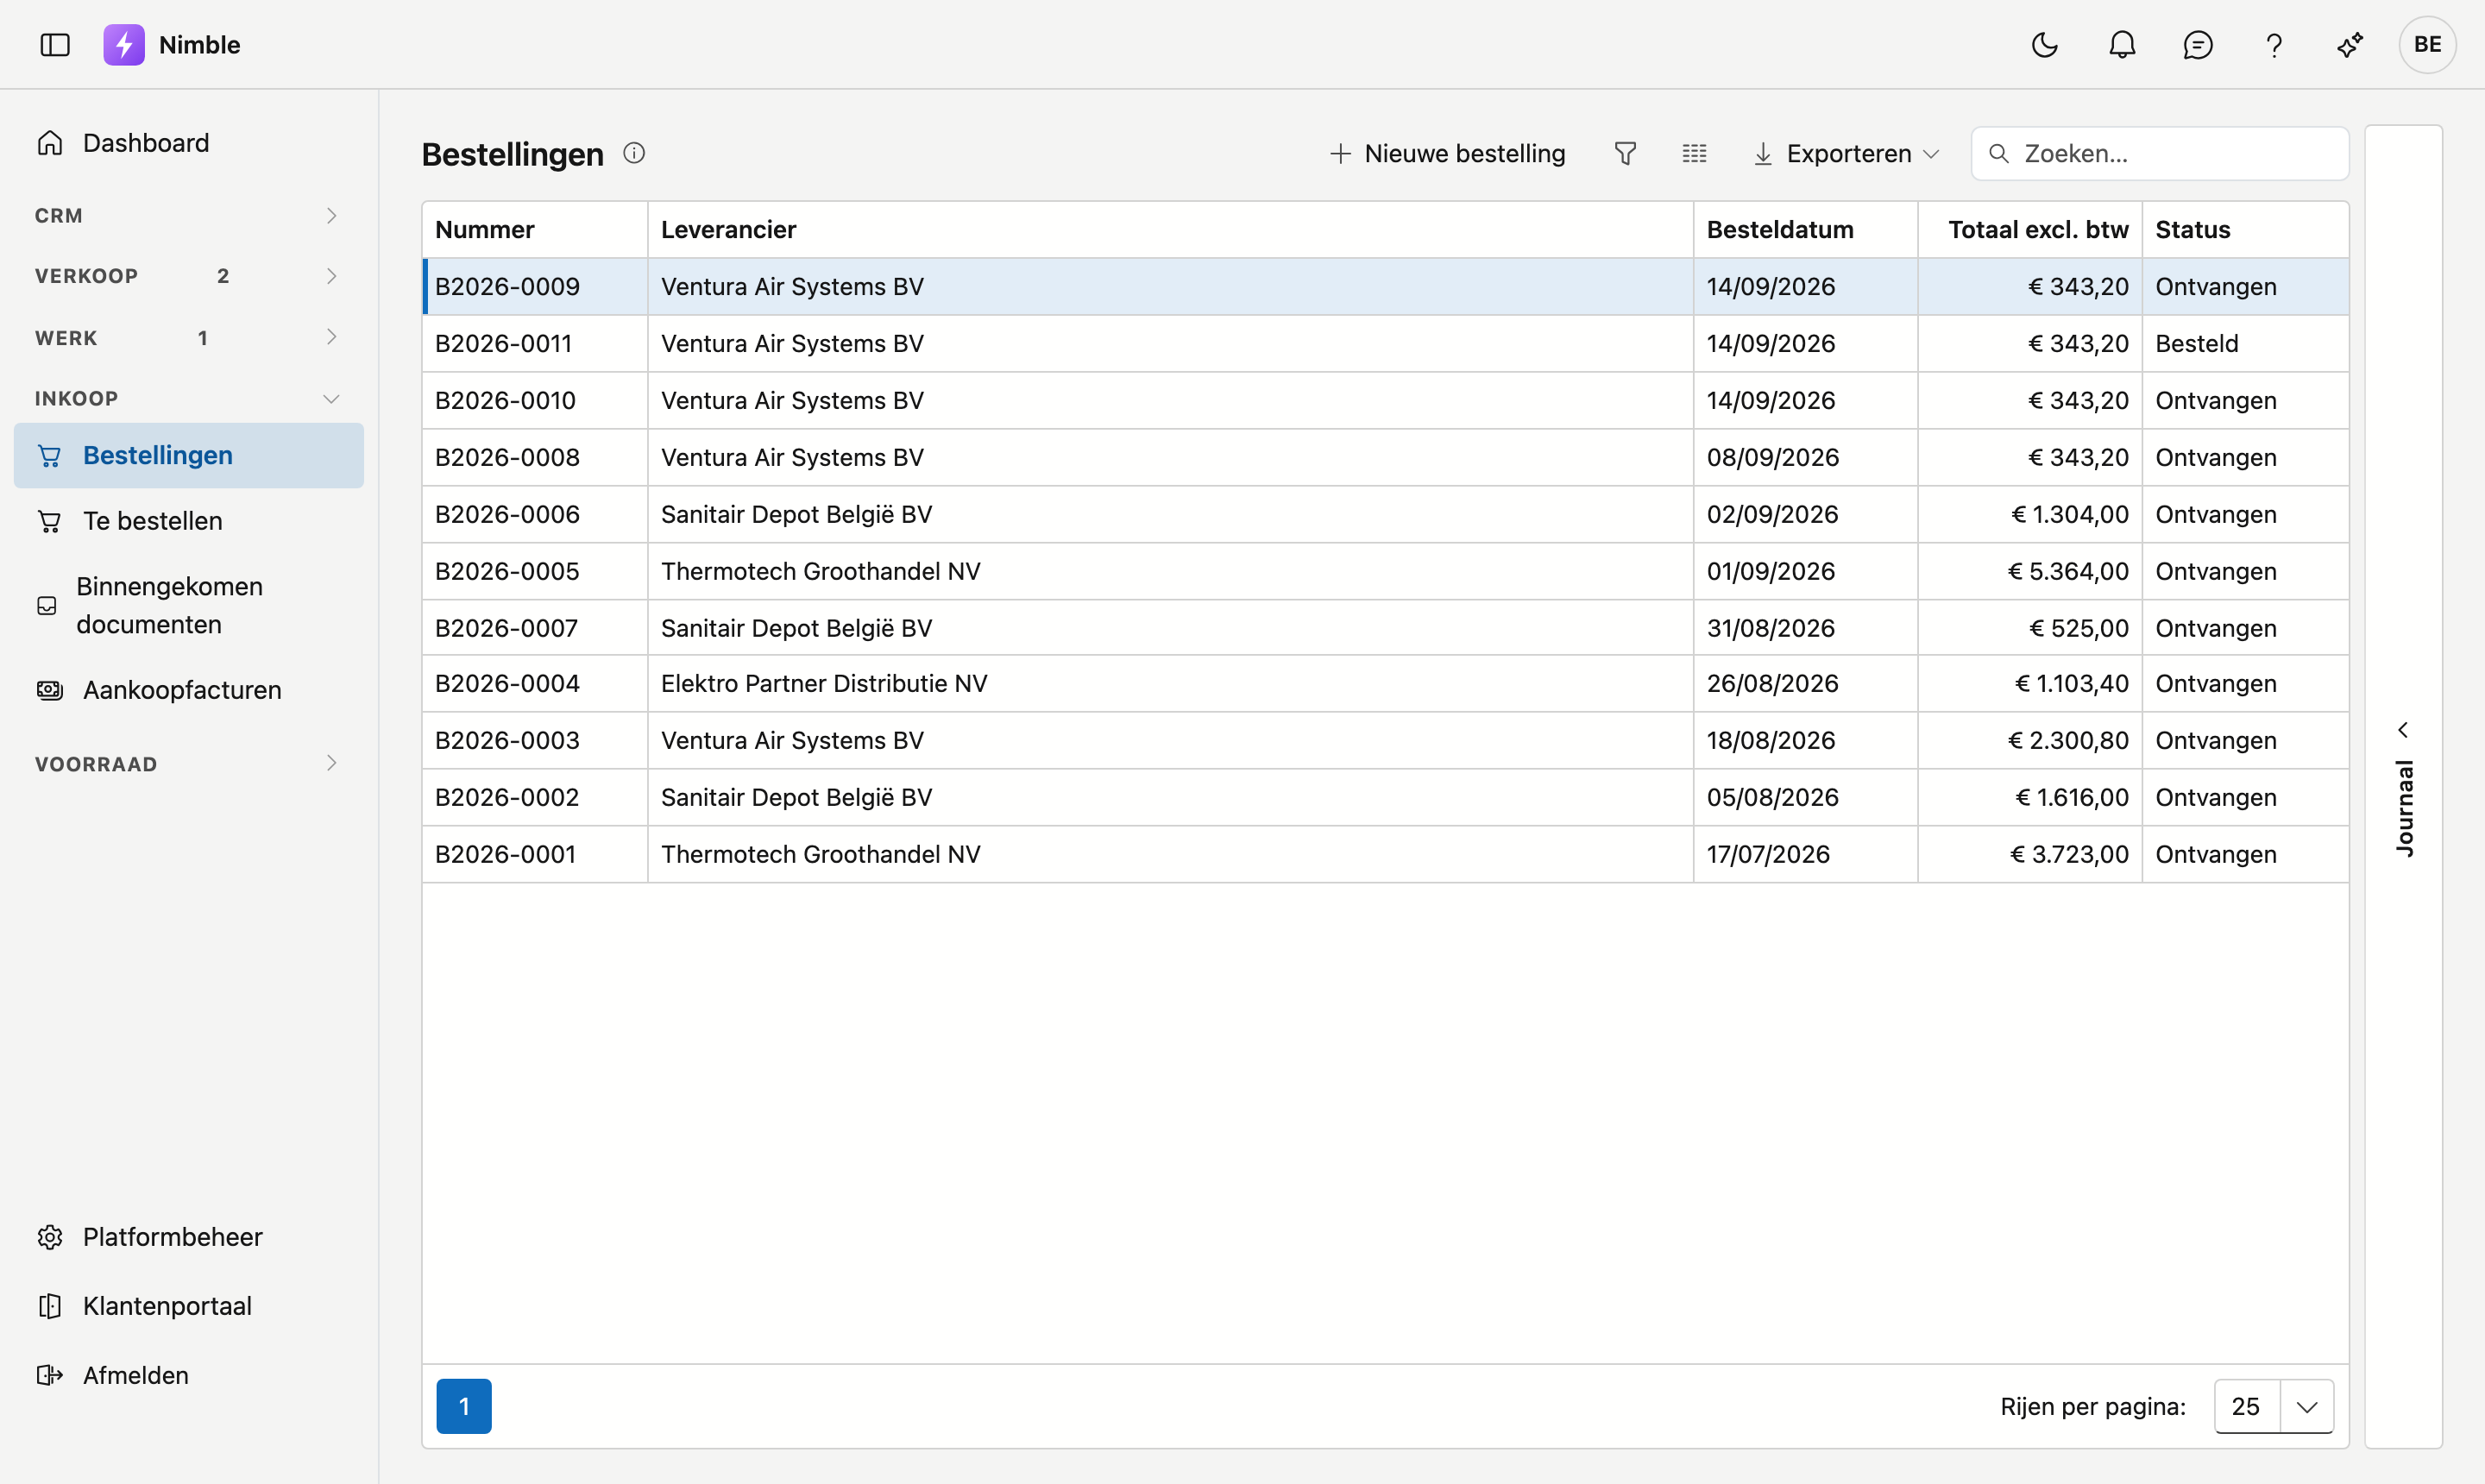 Nimble
BE
Dashboard
CRM
VERKOOP 2
WERK 1
INKOOP
Bestellingen
Te bestellen
Binnengekomen
documenten
Aankoopfacturen
VOORRAAD
Platformbeheer
Klantenportaal
Afmelden
Bestellingen
Nieuwe bestelling
Exporteren
Zoeken...
Nummer Leverancier Besteldatum Totaal excl. btw Status
B2026-0009 Ventura Air Systems BV 14/09/2026 € 343,20 Ontvangen
B2026-0011 Ventura Air Systems BV 14/09/2026 € 343,20 Besteld
B2026-0010 Ventura Air Systems BV 14/09/2026 € 343,20 Ontvangen
B2026-0008 Ventura Air Systems BV 08/09/2026 € 343,20 Ontvangen
B2026-0006 Sanitair Depot België BV 02/09/2026 € 1.304,00 Ontvangen
B2026-0005 Thermotech Groothandel NV 01/09/2026 € 5.364,00 Ontvangen
B2026-0007 Sanitair Depot België BV 31/08/2026 € 525,00 Ontvangen
B2026-0004 Elektro Partner Distributie NV 26/08/2026 € 1.103,40 Ontvangen
B2026-0003 Ventura Air Systems BV 18/08/2026 € 2.300,80 Ontvangen
B2026-0002 Sanitair Depot België BV 05/08/2026 € 1.616,00 Ontvangen
B2026-0001 Thermotech Groothandel NV 17/07/2026 € 3.723,00 Ontvangen
1
Rijen per pagina: 25
Journaal